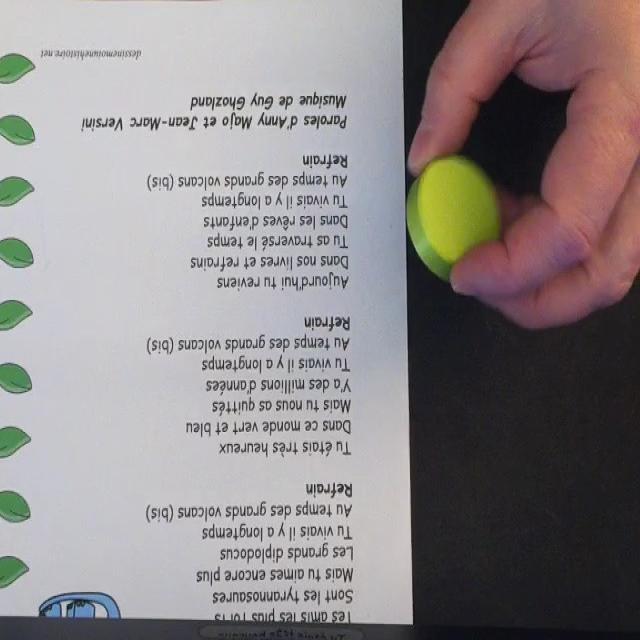 Tes amis les plus forts
Sont les tyrannosaures
Mais tu aimes encore plus
Les grands diplodocus
Tu vivais il y a longtemps
Au temps des grands volcans (bis)
Refrain
Tu étais très heureux
Dans ce monde vert et bleu
Mais tu nous as quittés
Y'a des millions d'années
Tu vivais il y a longtemps
Au temps des grands volcans (bis)
Refrain
Aujourd'hui tu reviens
Dans nos livres et refrains
Tu as traversé le temps
Dans les rêves d'enfants
Tu vivais il y a longtemps
Au temps des grands volcans (bis)
Refrain
Paroles d'Anny Majo et Jean-Marc Versini
Musique de Guy Ghozland
dessinemoiunehistoire.net